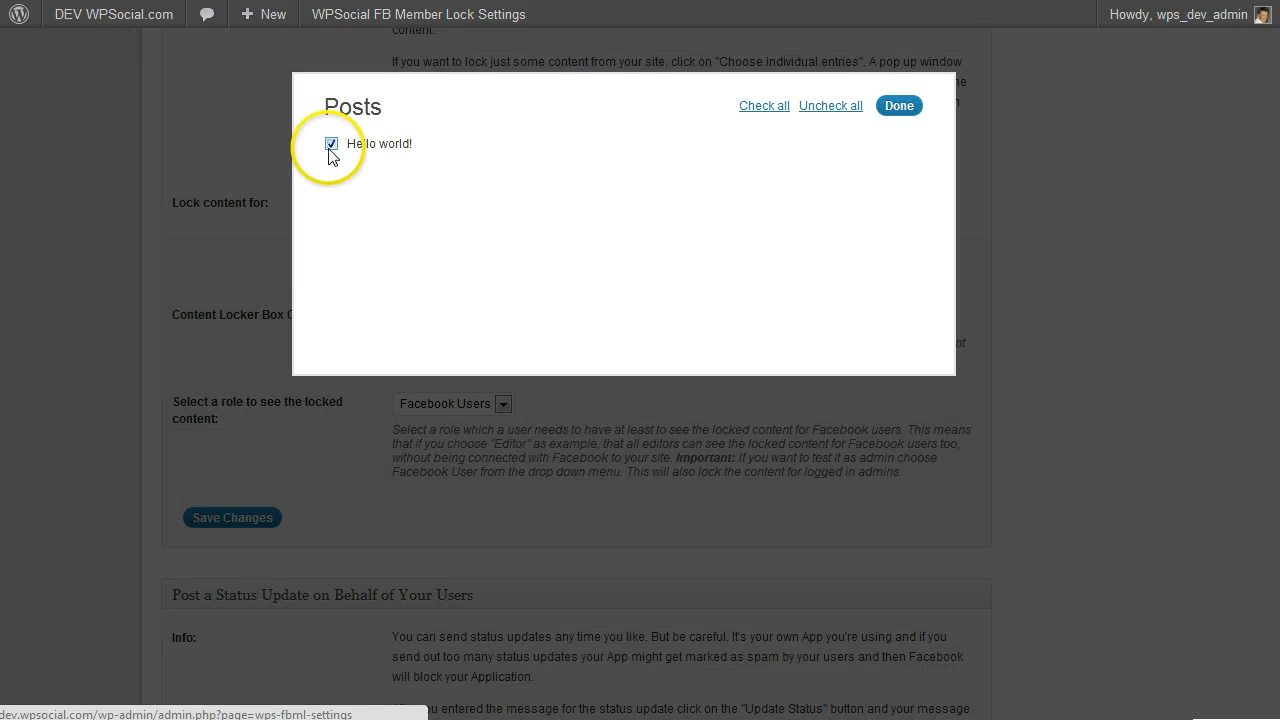 DEV WPSocial.com
New
WPSocial FB Member Lock Settings
Howdy, wps_dev_admin
content.
If you want to lock just some content from your site, click on "Choose individual entries". A pop up window
Posts
Check all
Uncheck all
Done
Hello world!
Lock content for:
Content Locker Box
Select a role to see the locked
content:
Facebook Users
Select a role which a user needs to have at least to see the locked content for Facebook users. This means
that if you choose "Editor" as example, that all editors can see the locked content for Facebook users too,
without being connected with Facebook to your site. Important: If you want to test it as admin choose
Facebook User from the drop down menu. This will also lock the content for logged in admins.
Save Changes
Post a Status Update on Behalf of Your Users
Info:
You can send status updates any time you like. But be careful. It's your own App you're using and if you
send out too many status updates your App might get marked as spam by your users and then Facebook
will block your Application.
you entered the message for the status update click on the "Update Status" button and your message
dev.wpsocial.com/wp-admin/admin.php?page=wps-fbml-settings